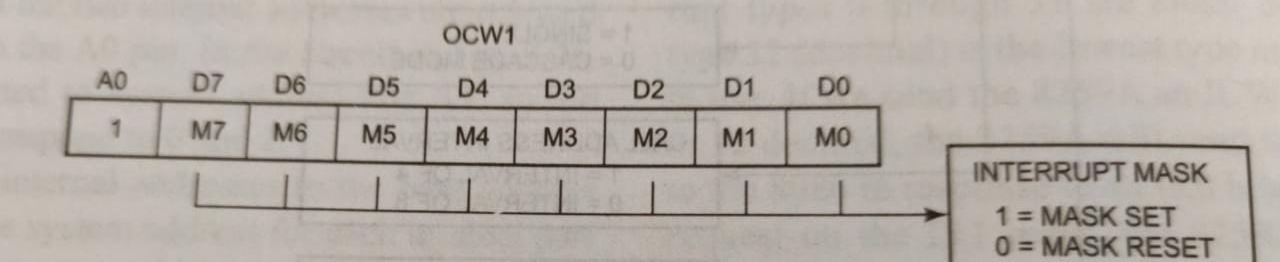 OCW1
A0 D7 D6 D5 D4 D3 D2 D1 D0
1 M7 M6 M5 M4 M3 M2 M1 M0
INTERRUPT MASK
1 = MASK SET
0 = MASK RESET